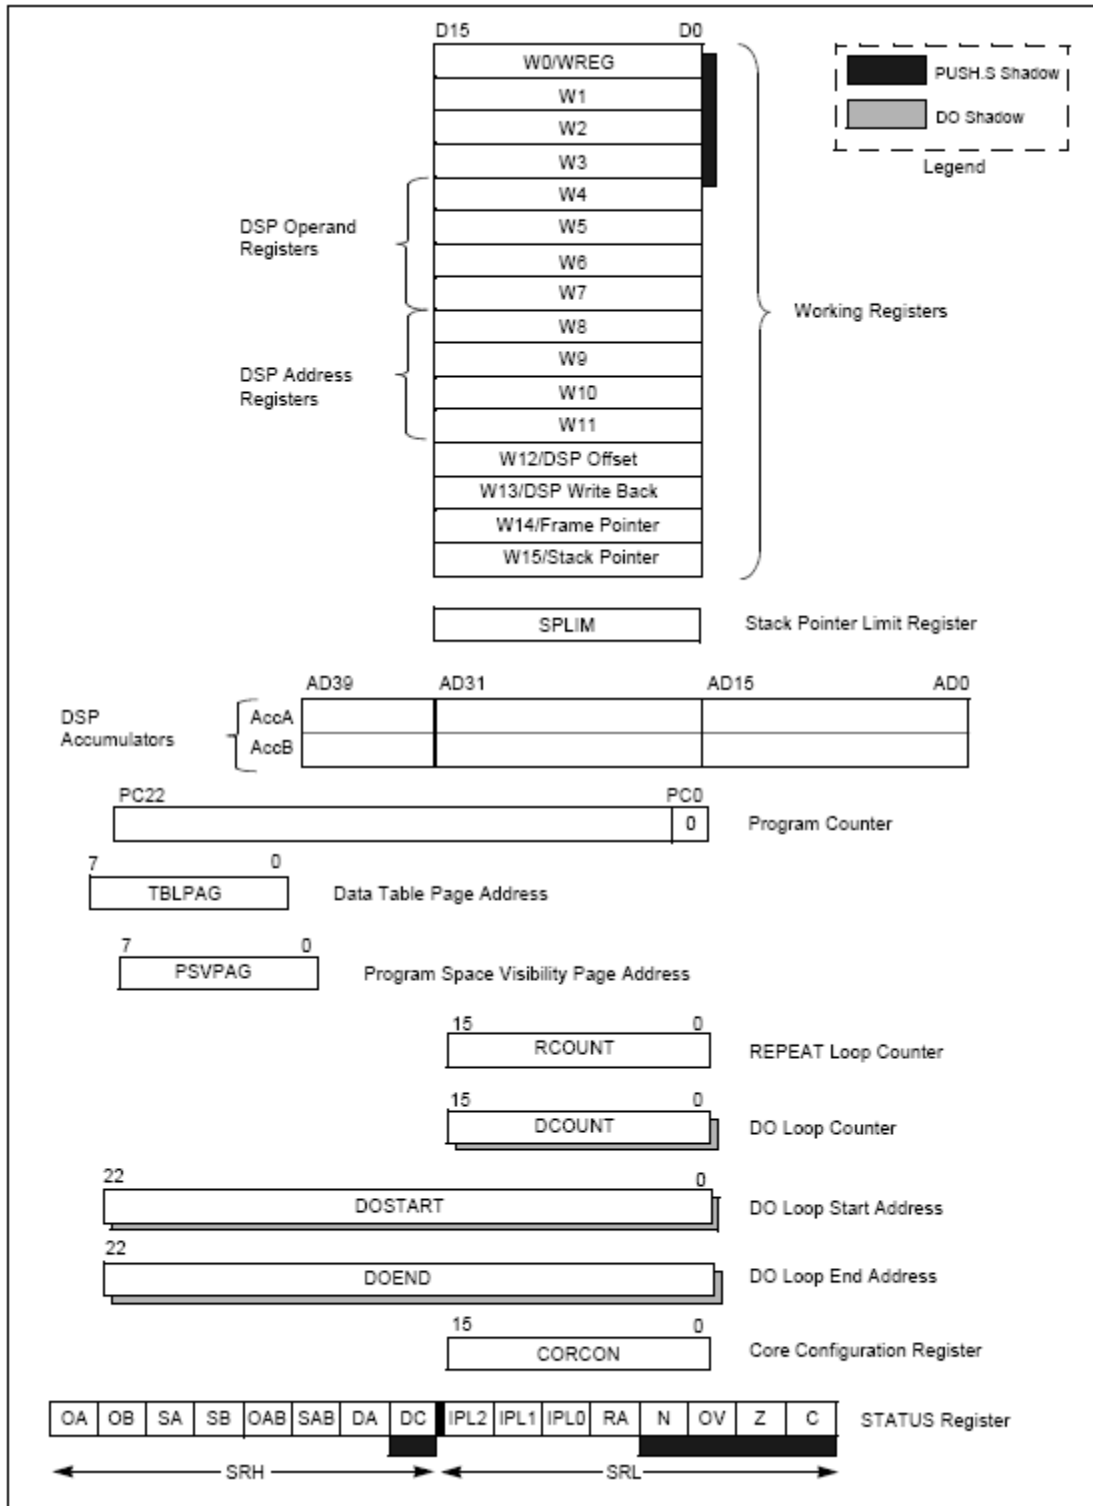 D15 D0
W0/WREG
W1
W2
W3
W4
W5
W6
W7
W8
W9
W10
W11
W12/DSP Offset
W13/DSP Write Back
W14/Frame Pointer
W15/Stack Pointer
PUSH.S Shadow
DO Shadow
Legend
DSP Operand
Registers
DSP Address
Registers
Working Registers
SPLIM Stack Pointer Limit Register
AD39 AD31 AD15 AD0
DSP
Accumulators
AccA
AccB
PC22 PC0
0 Program Counter
7 0
TBLPAG Data Table Page Address
7 0
PSVPAG Program Space Visibility Page Address
15 0
RCOUNT REPEAT Loop Counter
15 0
DCOUNT DO Loop Counter
22 0
DOSTART DO Loop Start Address
22
DOEND DO Loop End Address
15 0
CORCON Core Configuration Register
OA OB SA SB OAB SAB DA DC IPL2 IPL1 IPL0 RA N OV Z C STATUS Register
SRH SRL